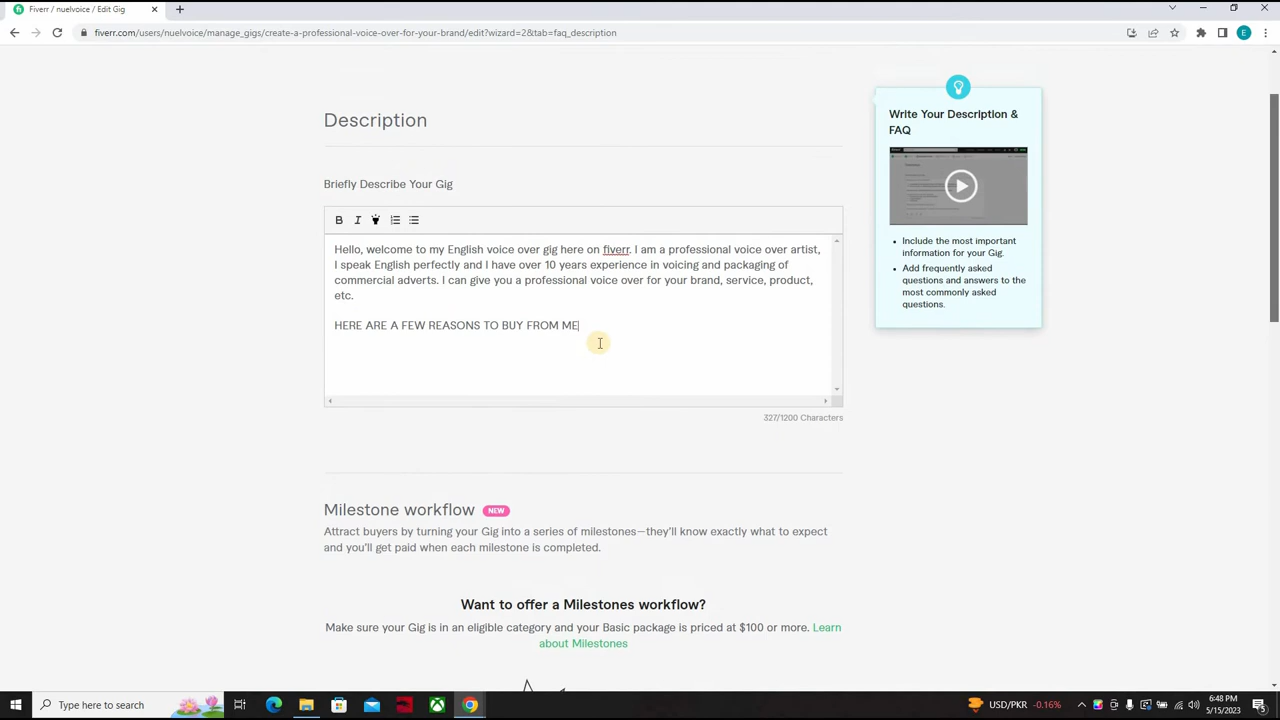 Fiverr / nuelvoice / Edit Gig
fiverr.com/users/nuelvoice/manage_gigs/create-a-professional-voice-over-for-your-brand/edit?wizard=2&tab=faq_description
E
Description
Briefly Describe Your Gig
B I
Hello, welcome to my English voice over gig here on fiverr. I am a professional voice over artist,
I speak English perfectly and I have over 10 years experience in voicing and packaging of
commercial adverts. I can give you a professional voice over for your brand, service, product,
etc.
HERE ARE A FEW REASONS TO BUY FROM ME
327/1200 Characters
Write Your Description &
FAQ
Include the most important
information for your Gig.
Add frequently asked
questions and answers to the
most commonly asked
questions.
Milestone workflow NEW
Attract buyers by turning your Gig into a series of milestones—they'll know exactly what to expect
and you'll get paid when each milestone is completed.
Want to offer a Milestones workflow?
Make sure your Gig is in an eligible category and your Basic package is priced at $100 or more. Learn
about Milestones
Type here to search
USD/PKR -0.16%
6:48 PM
5/15/2023